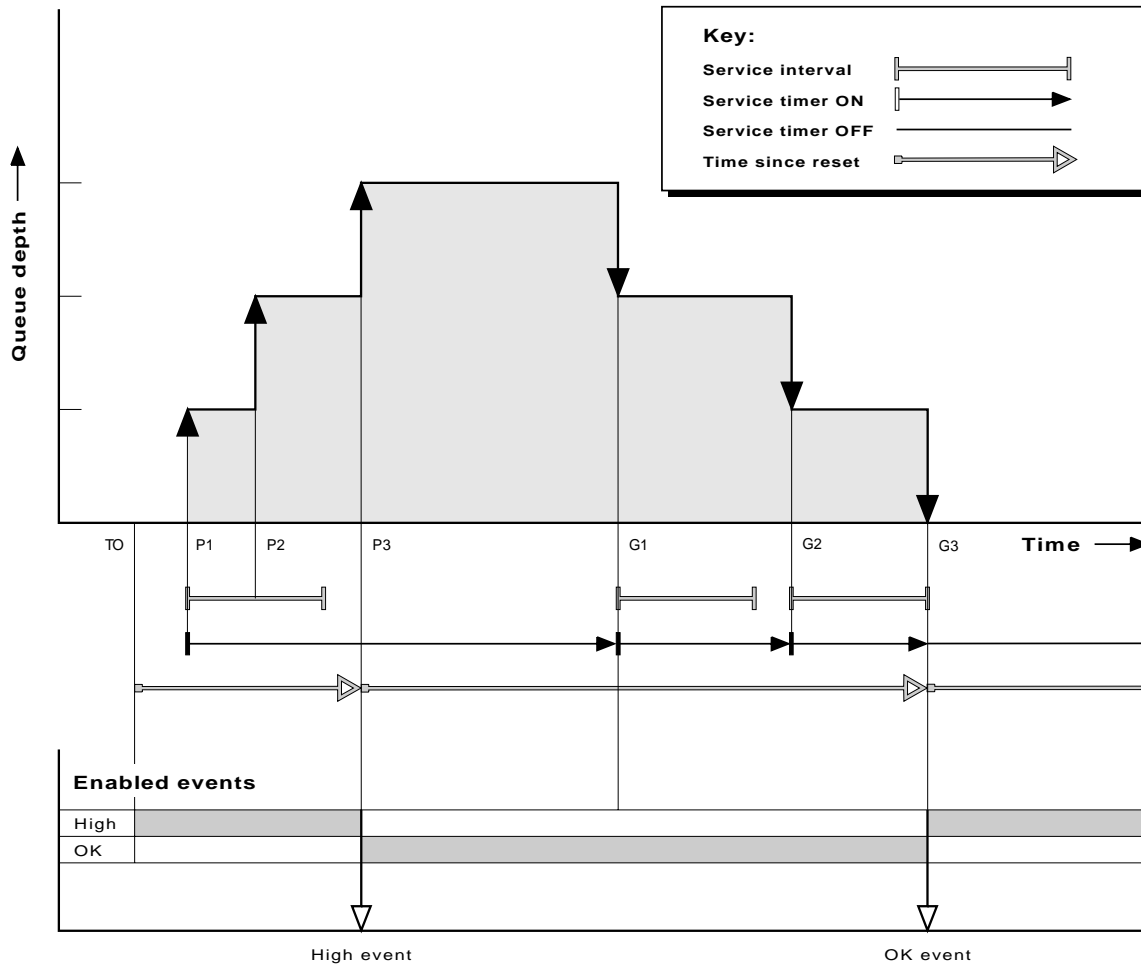 Key:
Service interval
Service timer ON
Service timer OFF
Time since reset
Queue depth
TO
P1
P2
P3
G1
G2
G3
Time
Enabled events
High
OK
High event
OK event